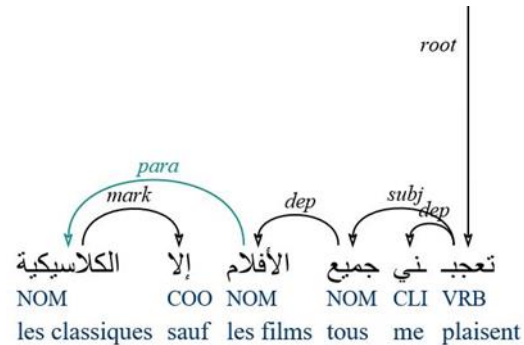 root
para
mark
dep
subj
dep
تعجبـ ـني جميع الأفلام إلا الكلاسيكية
NOM COO NOM NOM CLI VRB
les classiques sauf les films tous me plaisent